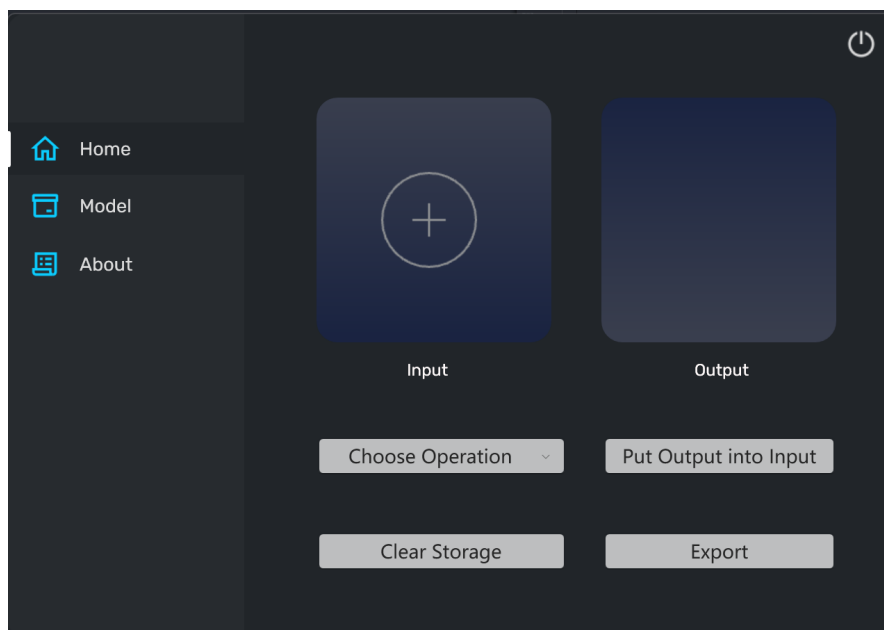 Home
Model
About
Input
Output
Choose Operation
Put Output into Input
Clear Storage
Export